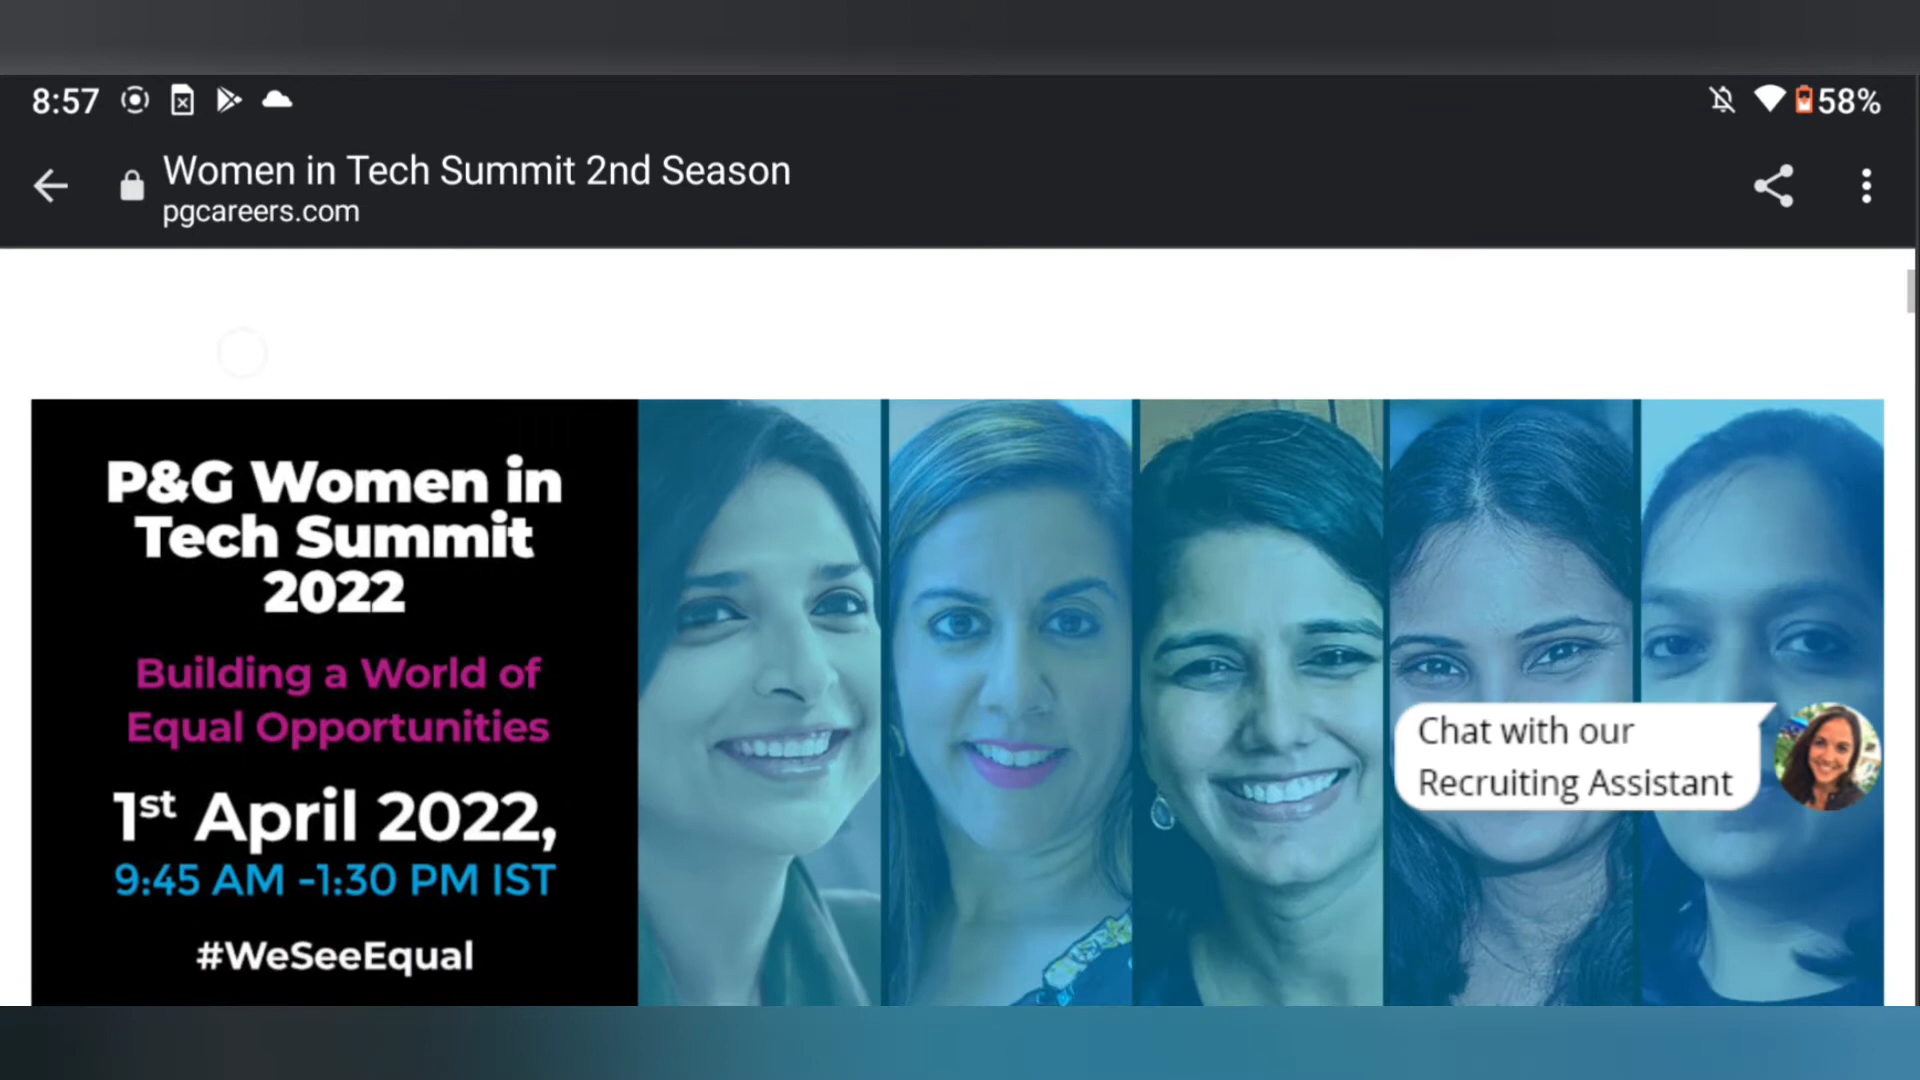 8:57
58%
Women in Tech Summit 2nd Season
pgcareers.com
P&G Women in
Tech Summit
2022
Building a World of
Equal Opportunities
1st April 2022,
9:45 AM -1:30 PM IST
#WeSeeEqual
Chat with our
Recruiting Assistant